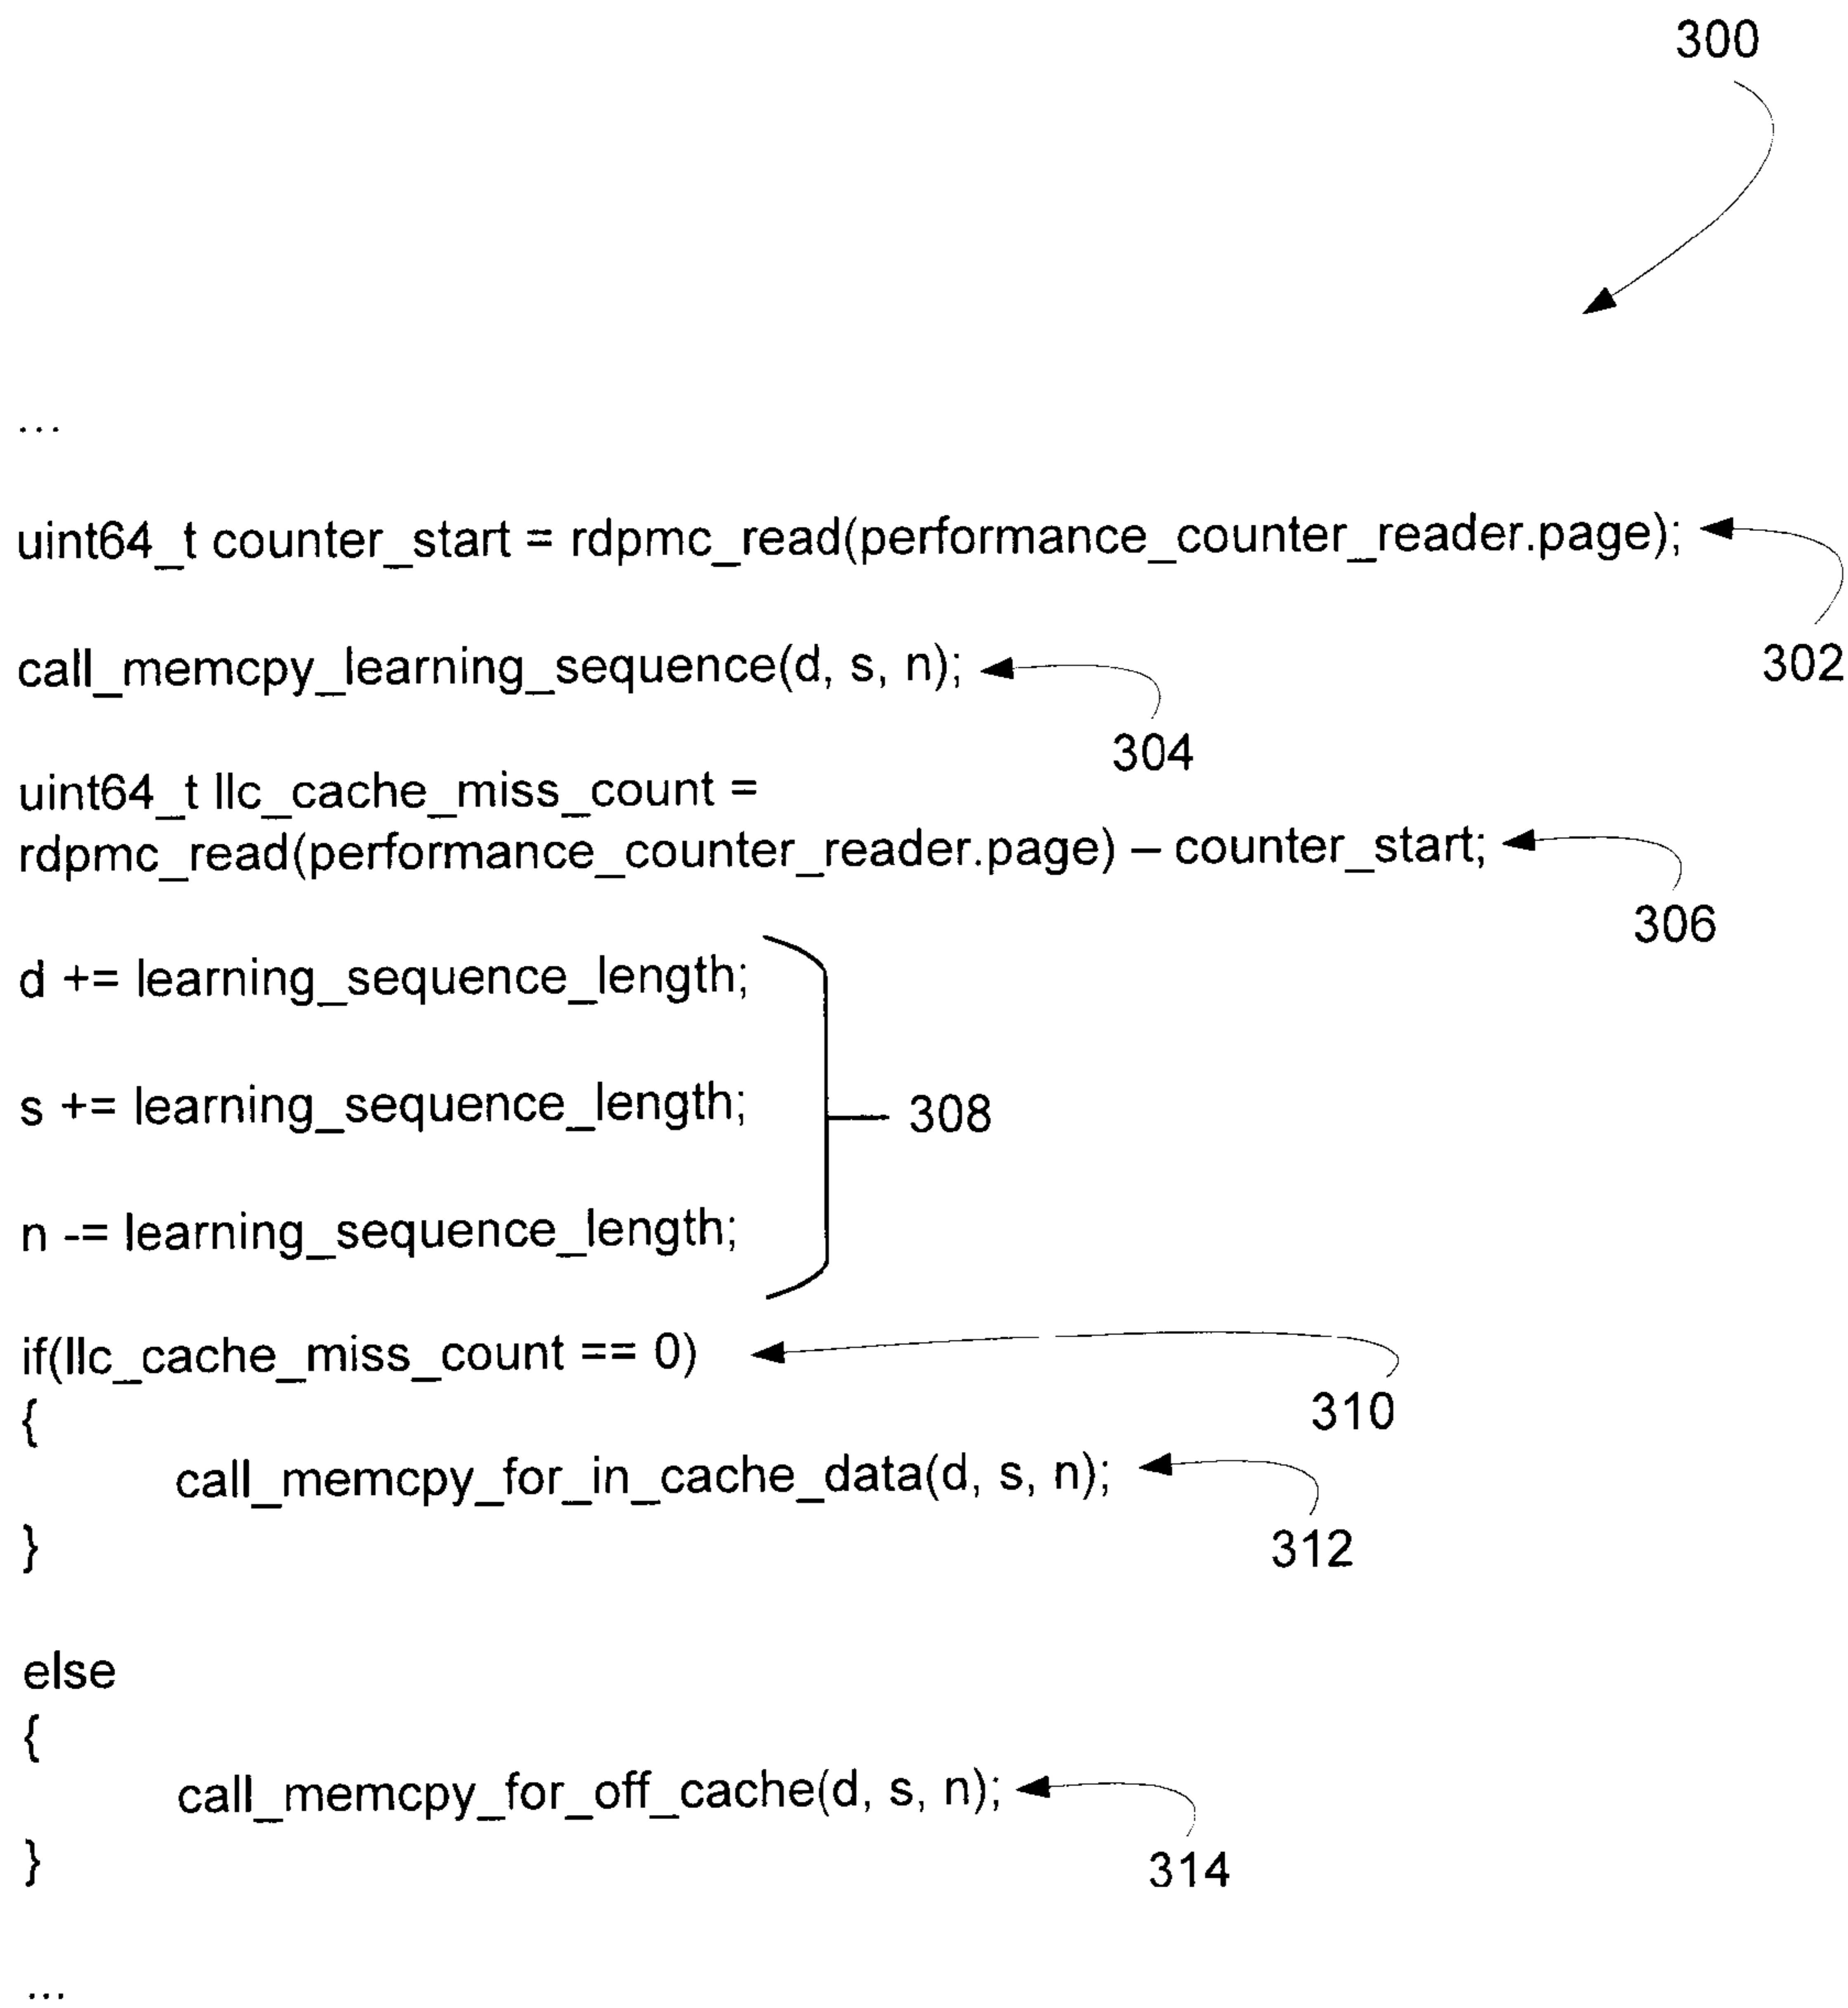 300
...
uint64_t counter_start = rdpmc_read(performance_counter_reader.page);
302
call_memcpy_learning_sequence(d, s, n);
304
uint64_t llc_cache_miss_count =
rdpmc_read(performance_counter_reader.page) – counter_start;
306
d += learning_sequence_length;
s += learning_sequence_length;
308
n -= learning_sequence_length;
if(llc_cache_miss_count == 0)
310
{
call_memcpy_for_in_cache_data(d, s, n);
312
}
else
{
call_memcpy_for_off_cache(d, s, n);
314
}
...